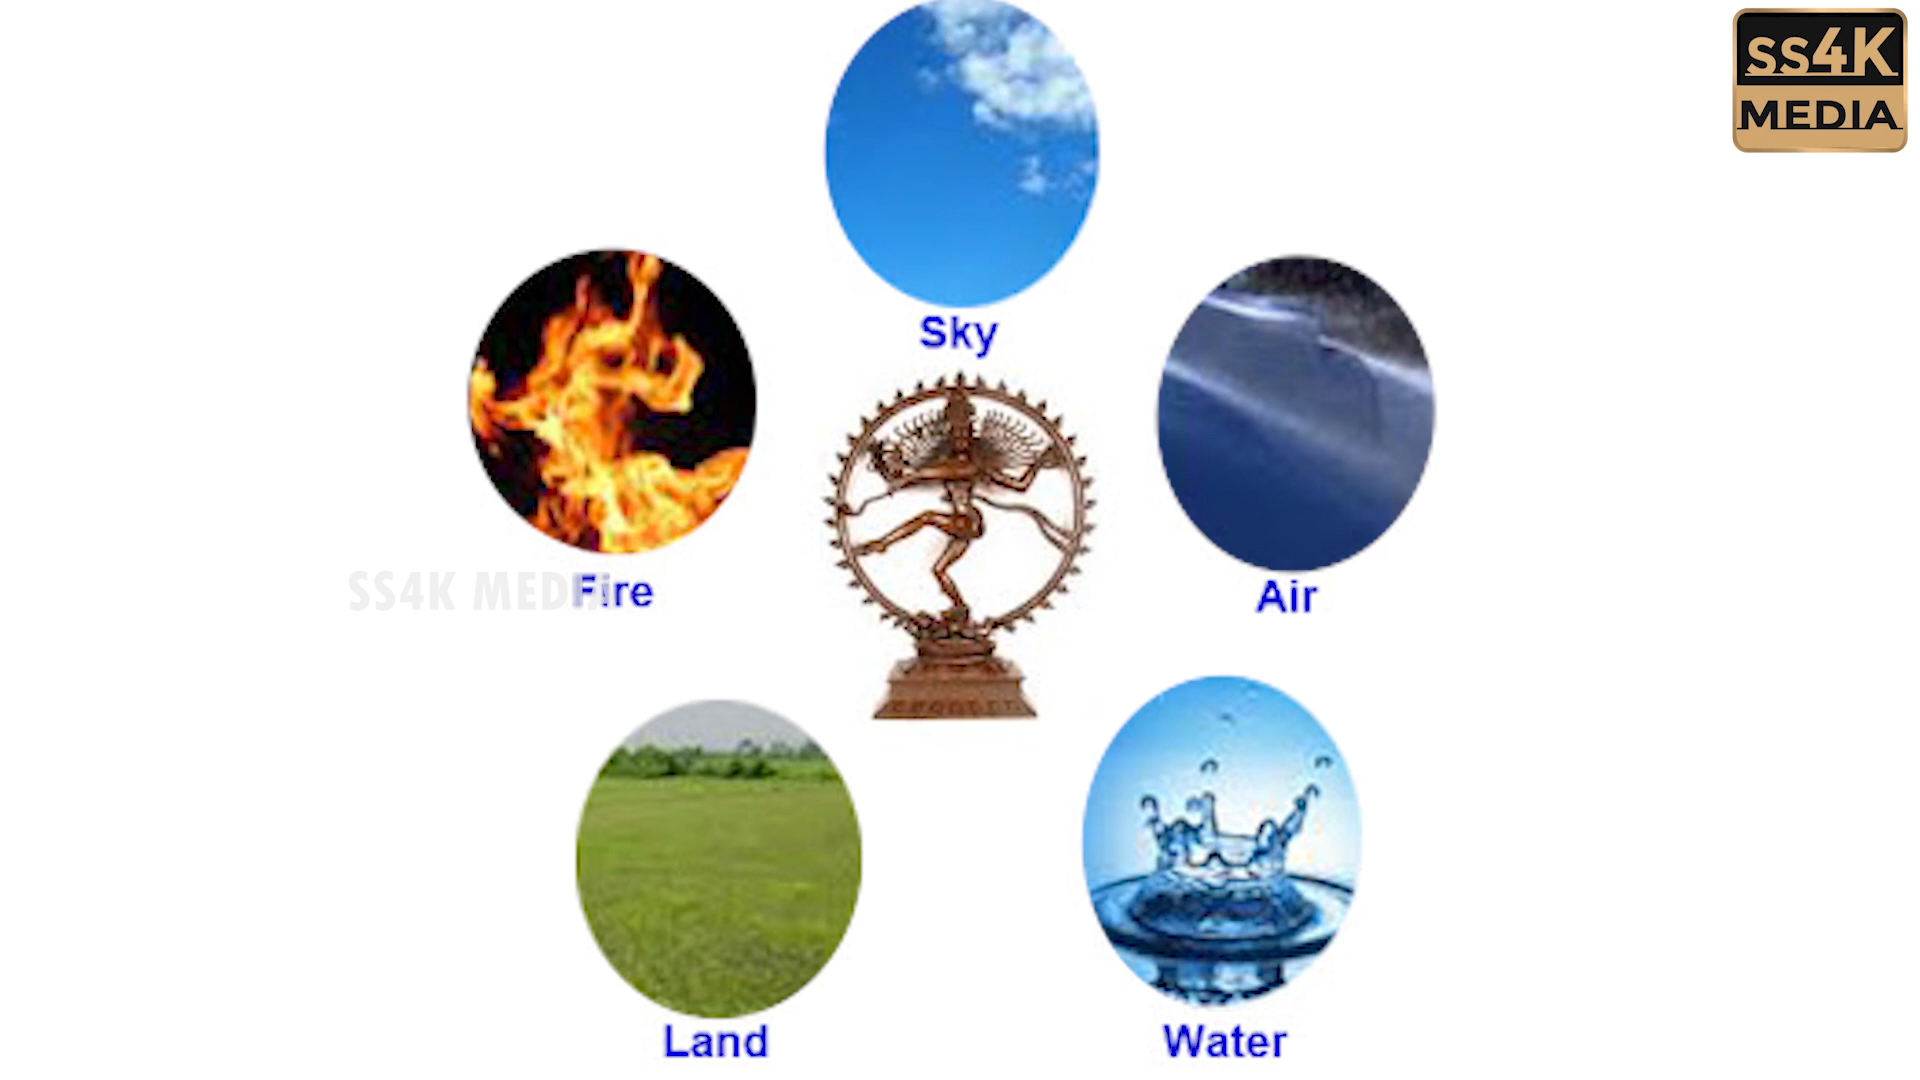 SS4K
MEDIA
Sky
Fire
SS4K MEDIA
Air
Land
Water